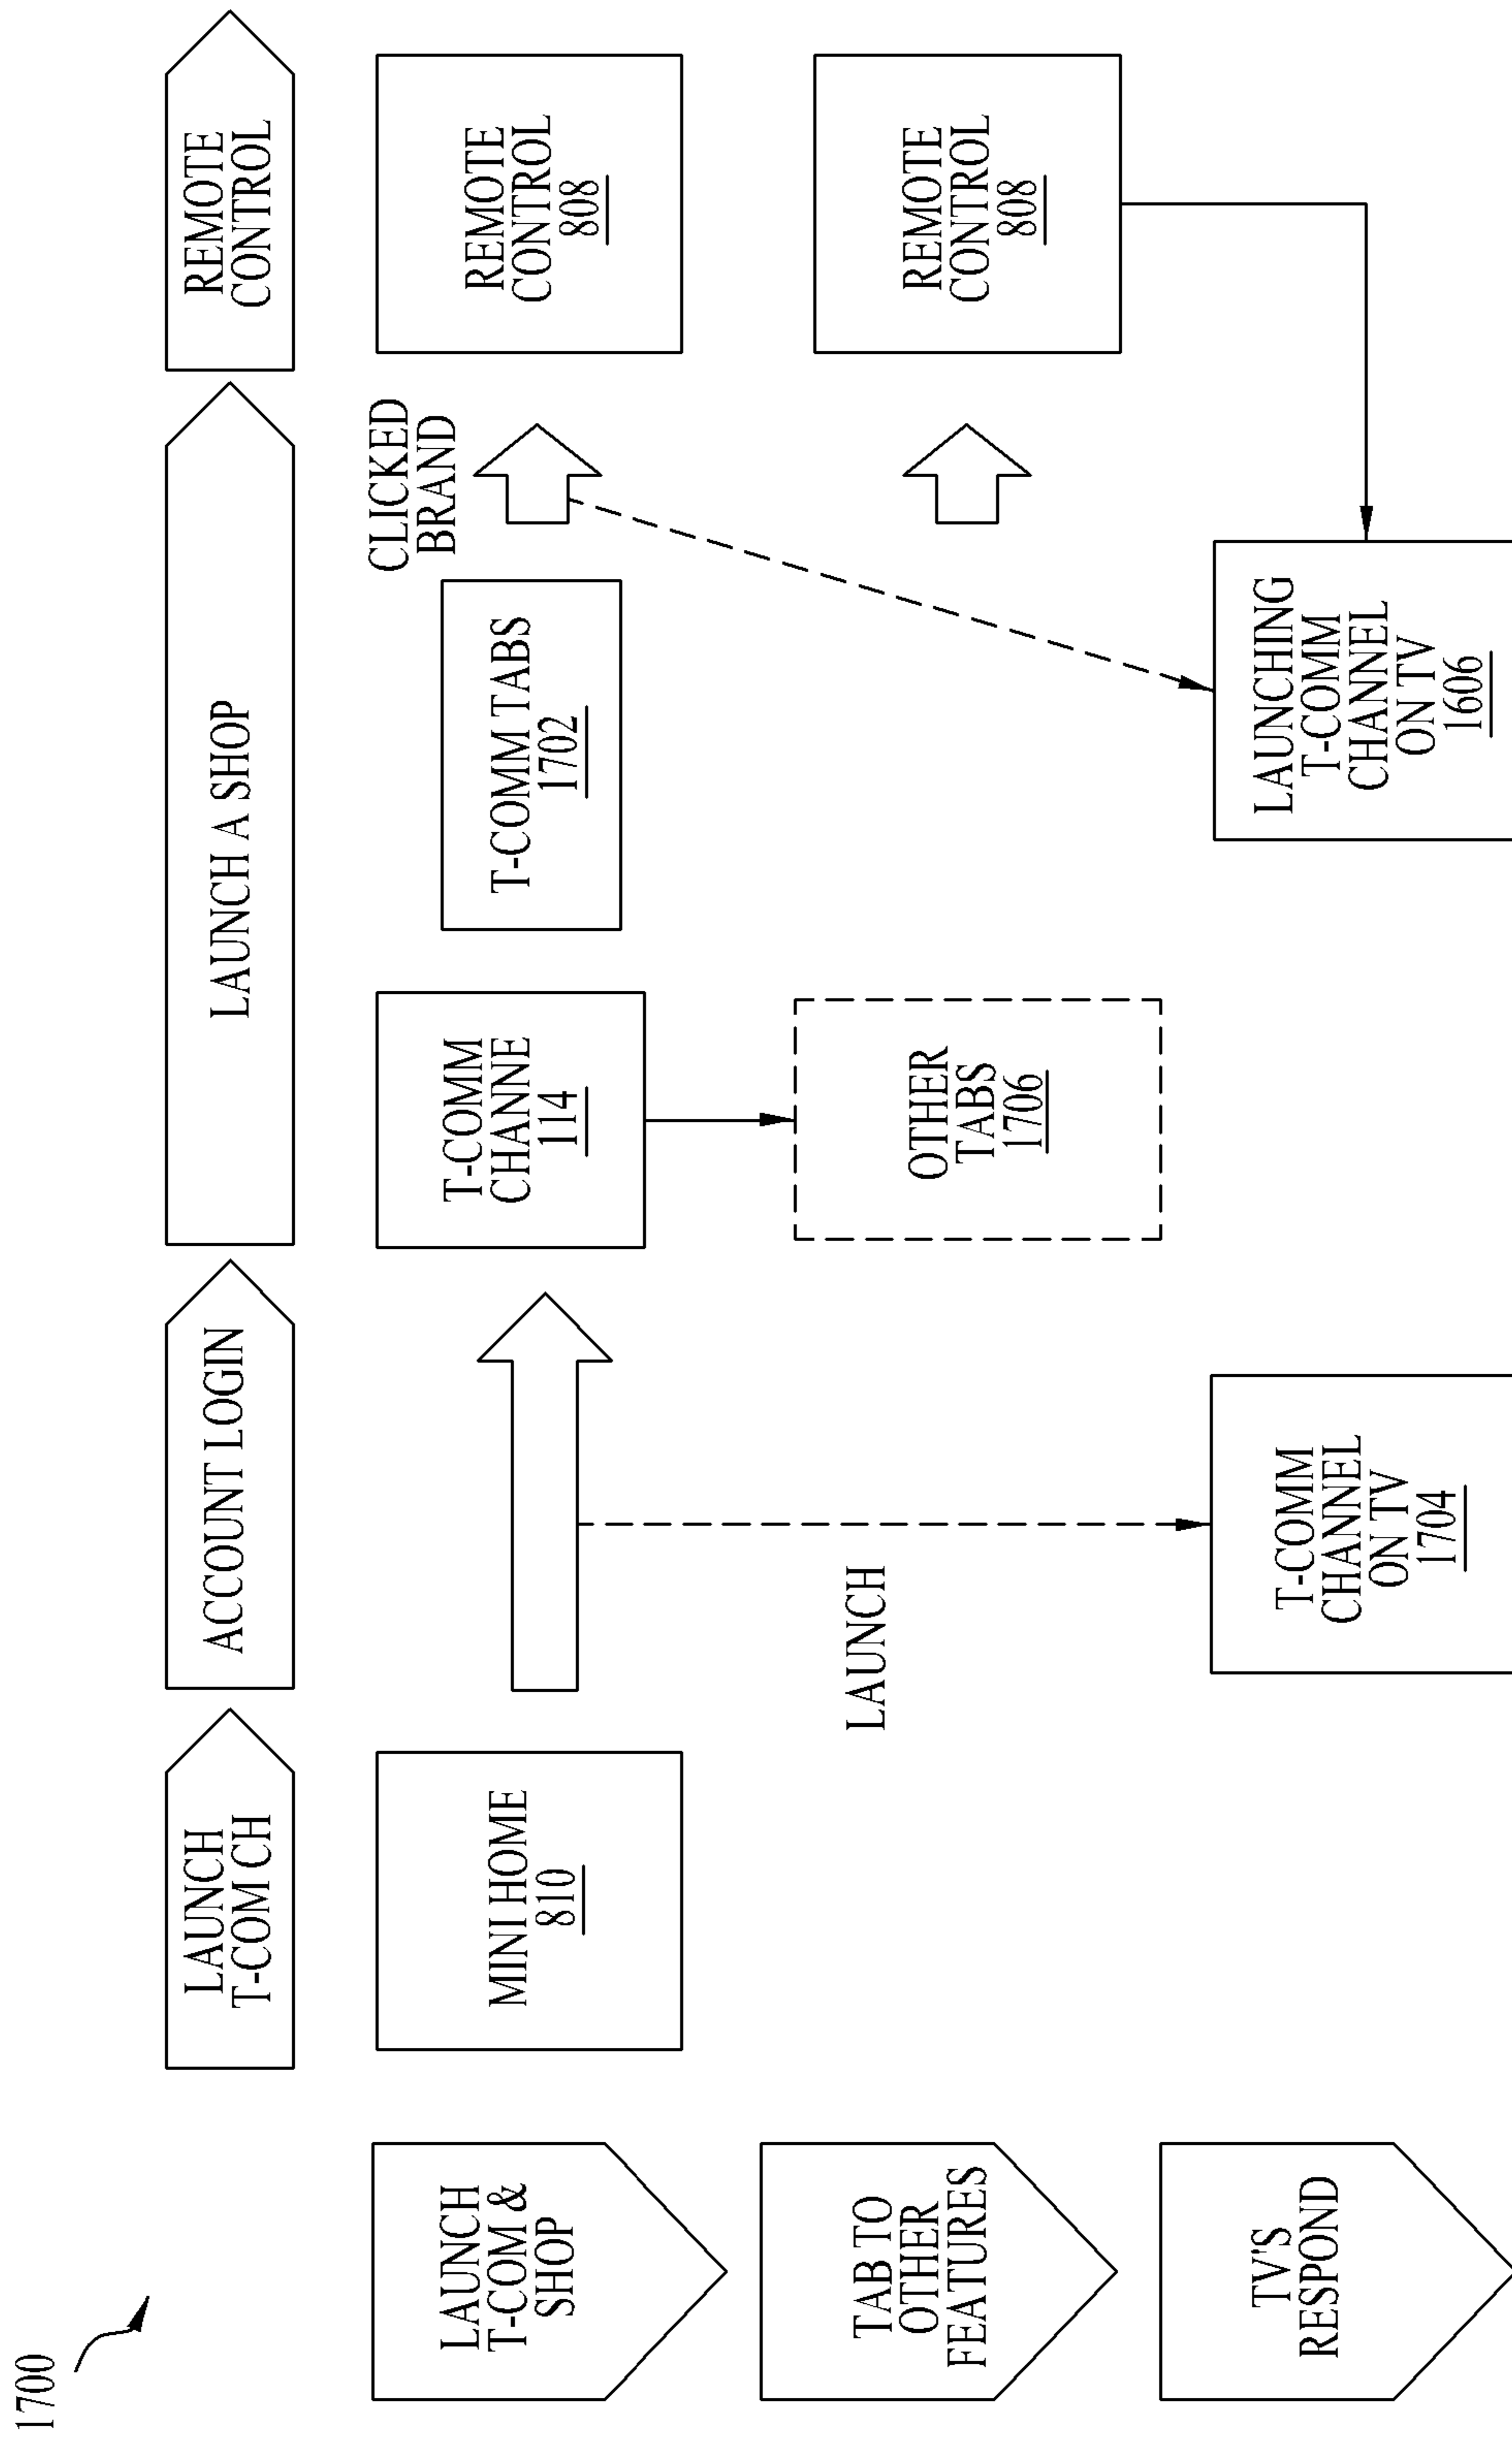 1700
LAUNCH
T-COM CH
ACCOUNT LOGIN
LAUNCH A SHOP
REMOTE
CONTROL
LAUNCH
T-COM &
SHOP
MINI HOME
810
T-COMM
CHANNE
114
T-COMM TABS
1702
CLICKED
BRAND
REMOTE
CONTROL
808
TAB TO
OTHER
FEATURES
LAUNCH
OTHER
TABS
1706
REMOTE
CONTROL
808
TV'S
RESPOND
T-COMM
CHANNEL
ON TV
1704
LAUNCHING
T-COMM
CHANNEL
ON TV
1606